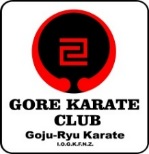 GORE KARATE
CLUB
Goju-Ryu Karate
I.O.G.K.F.N.Z.